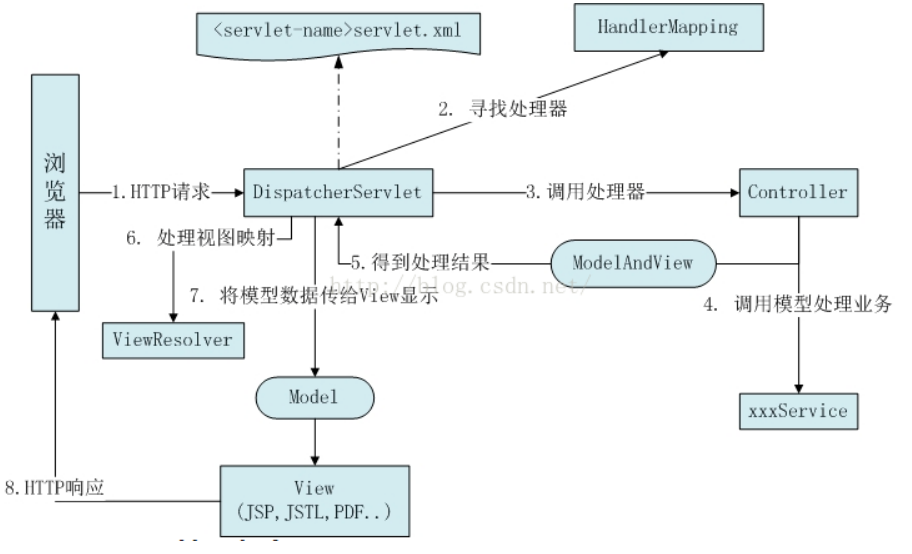 <servlet-name>servlet.xml
HandlerMapping
2. 寻找处理器
浏览器
1.HTTP请求
DispatcherServlet
3.调用处理器
Controller
6. 处理视图映射
5.得到处理结果
ModelAndView
http://blog.csdn.net/
7. 将模型数据传给View显示
4. 调用模型处理业务
ViewResolver
Model
xxxService
8.HTTP响应
View
(JSP,JSTL,PDF..)